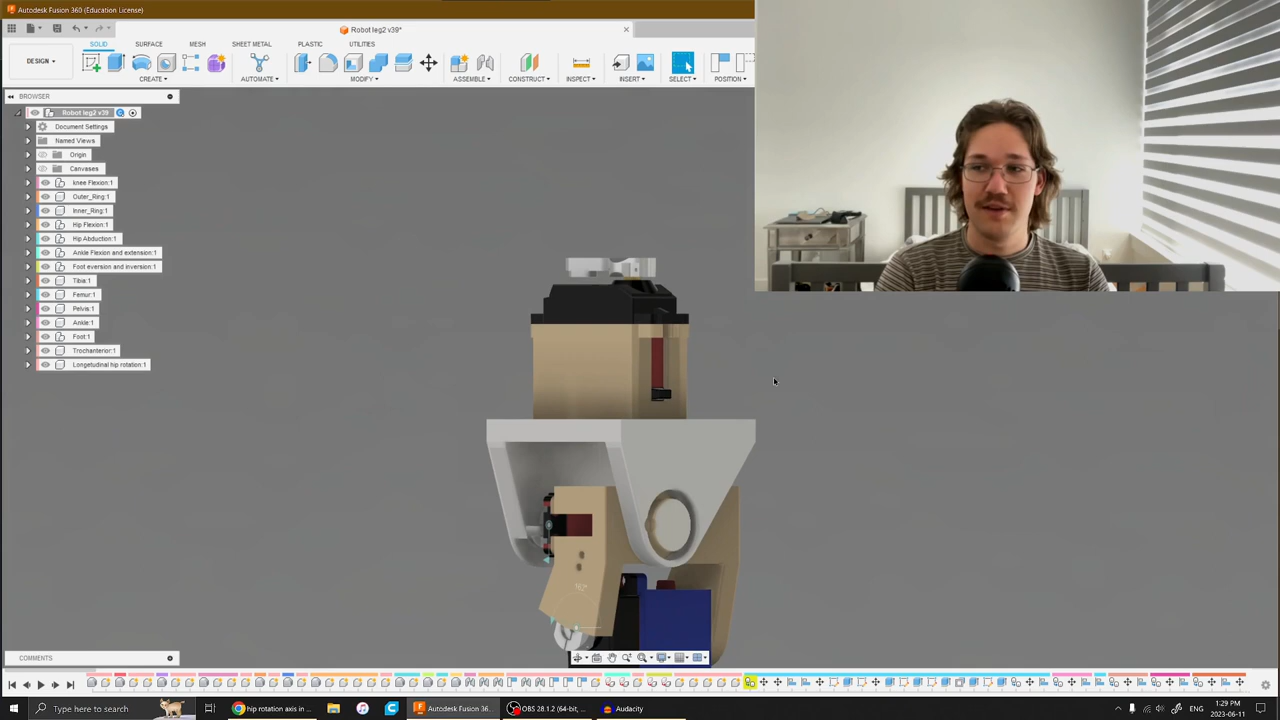 Autodesk Fusion 360 (Education License)
Robot leg2 v39*
DESIGN
SOLID SURFACE MESH SHEET METAL PLASTIC UTILITIES
CREATE AUTOMATE MODIFY ASSEMBLE CONSTRUCT INSPECT INSERT SELECT POSITION
BROWSER
Robot leg2 v39
Document Settings
Named Views
Origin
Canvases
knee Flexion:1
Outer_Ring:1
Inner_Ring:1
Hip Flexion:1
Hip Abduction:1
Ankle Flexion and extension:1
Foot eversion and inversion:1
Tibia:1
Femur:1
Pelvis:1
Ankle:1
Foot:1
Trochanterior:1
Longetudinal hip rotation:1
COMMENTS
Type here to search
hip rotation axis in ...
Autodesk Fusion 36...
OBS 28.1.2 (64-bit, ...
Audacity
ENG
1:29 PM
2023-06-11